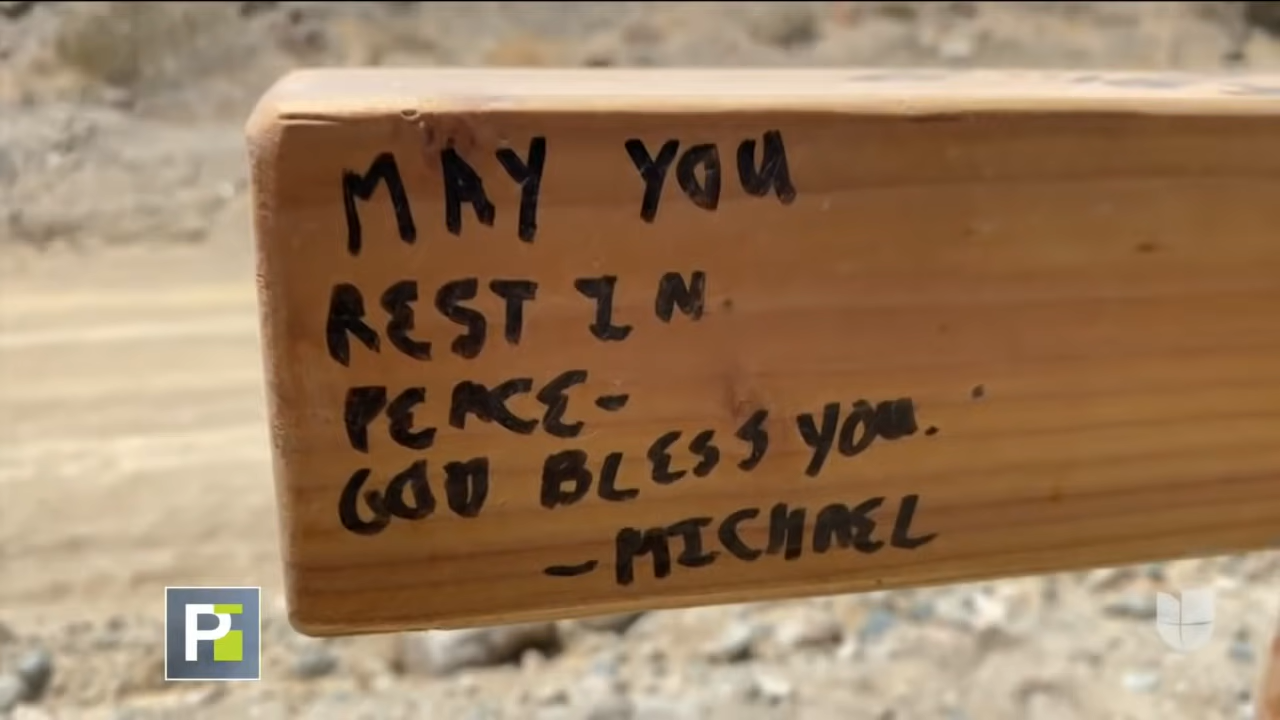 MAY YOU
REST IN
PEACE-
GOD BLESS YOU.
-MICHAEL
P